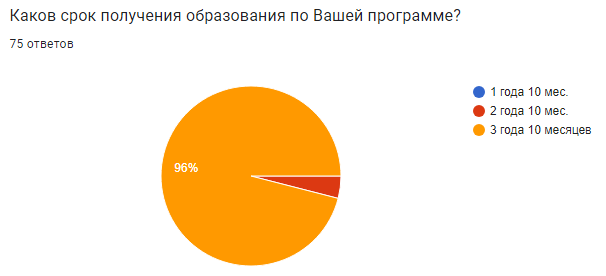 Каков срок получения образования по Вашей программе?
75 ответов
1 года 10 мес.
2 года 10 мес.
3 года 10 месяцев
96%